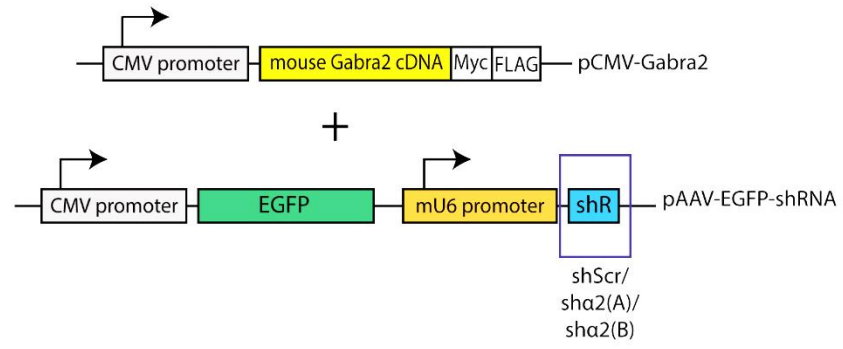 CMV promoter mouse Gabra2 cDNA Myc FLAG pCMV-Gabra2
+
CMV promoter EGFP mU6 promoter shR pAAV-EGFP-shRNA
shScr/
shα2(A)/
shα2(B)